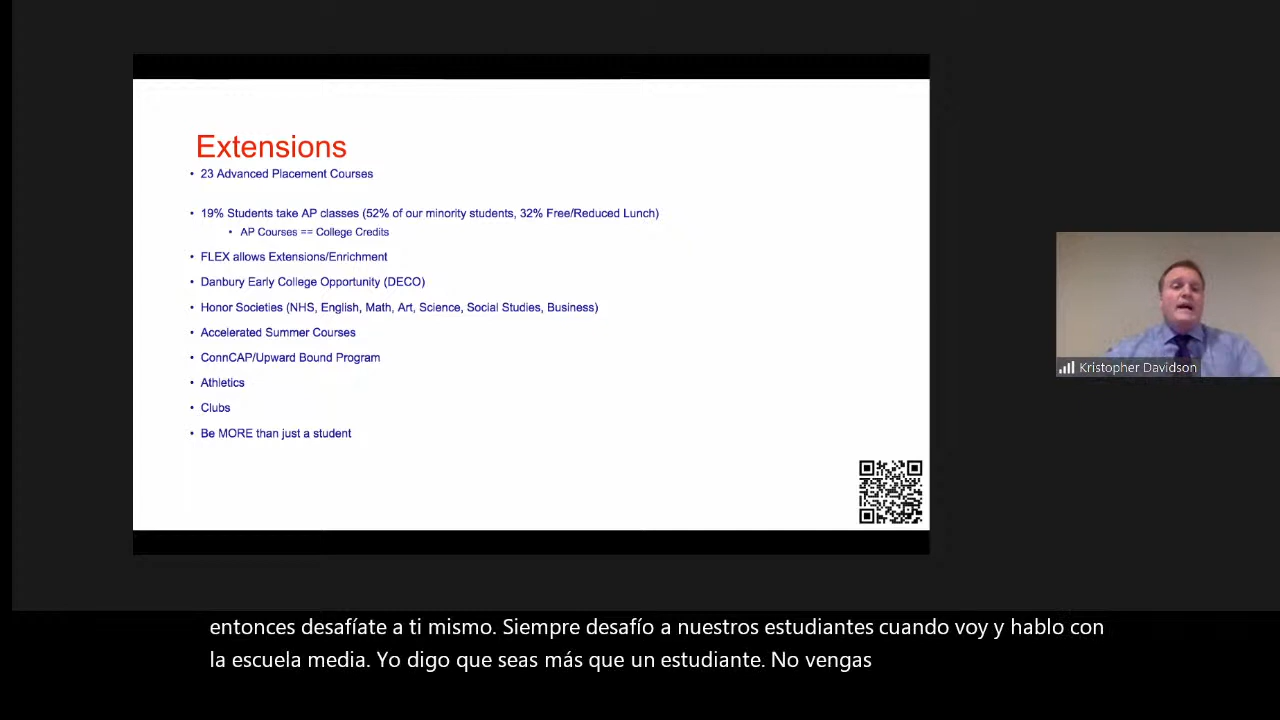 Extensions
• 23 Advanced Placement Courses
• 19% Students take AP classes (52% of our minority students, 32% Free/Reduced Lunch)
• AP Courses == College Credits
• FLEX allows Extensions/Enrichment
• Danbury Early College Opportunity (DECO)
• Honor Societies (NHS, English, Math, Art, Science, Social Studies, Business)
• Accelerated Summer Courses
• ConnCAP/Upward Bound Program
• Athletics
• Clubs
• Be MORE than just a student
Kristopher Davidson
entonces desafíate a ti mismo. Siempre desafío a nuestros estudiantes cuando voy y hablo con
la escuela media. Yo digo que seas más que un estudiante. No vengas